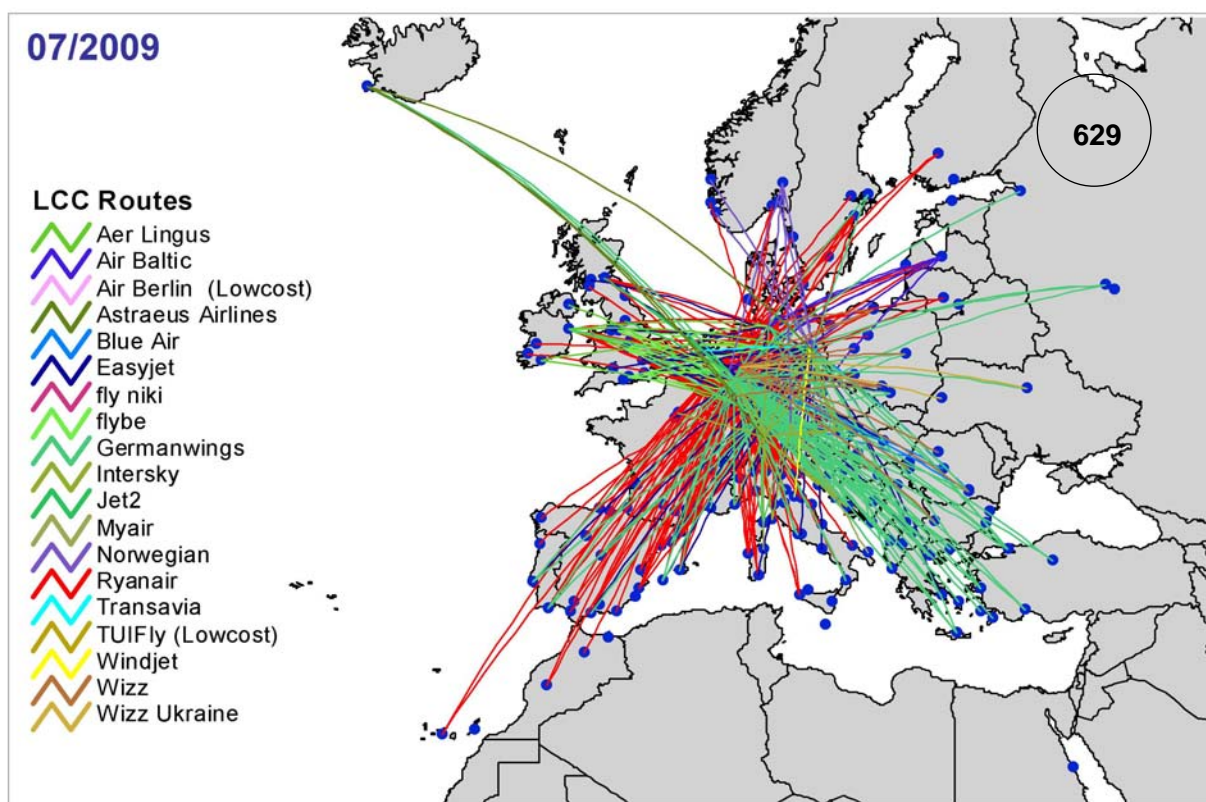 07/2009
629
LCC Routes
Aer Lingus
Air Baltic
Air Berlin (Lowcost)
Astraeus Airlines
Blue Air
Easyjet
fly niki
flybe
Germanwings
Intersky
Jet2
Myair
Norwegian
Ryanair
Transavia
TUIFly (Lowcost)
Windjet
Wizz
Wizz Ukraine